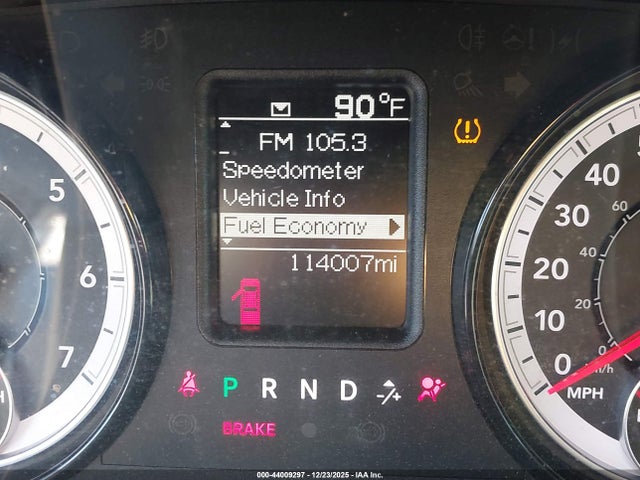 90°F
FM 105.3
Speedometer
Vehicle Info
Fuel Economy
114007mi
5
6
7
40
30
20
10
0
MPH
60
40
20
0
P R N D -/+
BRAKE
000-44009297 - 12/23/2025 - IAA Inc.